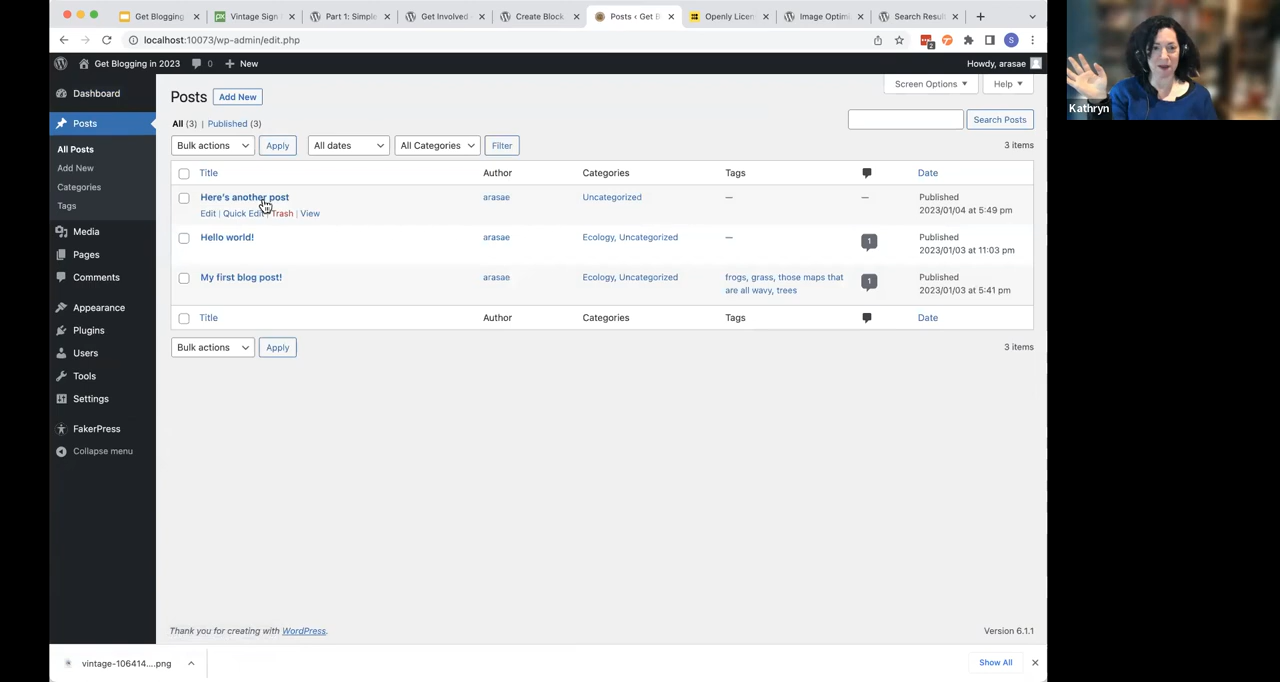 Get Blogging
Vintage Sign
Part 1: Simple
Get Involved
Create Block
Posts ‹ Get B
Openly Licen
Image Optimi
Search Resul
localhost:10073/wp-admin/edit.php
2
S
Get Blogging in 2023
0
New
Howdy, arasae
Kathryn
Dashboard
Posts
All Posts
Add New
Categories
Tags
Media
Pages
Comments
Appearance
Plugins
Users
Tools
Settings
FakerPress
Collapse menu
Posts Add New
Screen Options
Help
All (3) | Published (3)
Search Posts
Bulk actions Apply All dates All Categories Filter
3 items
Title Author Categories Tags Date
Here's another post arasae Uncategorized — — Published
2023/01/04 at 5:49 pm
Edit | Quick Edit | Trash | View
Hello world! arasae Ecology, Uncategorized — 1 Published
2023/01/03 at 11:03 pm
My first blog post! arasae Ecology, Uncategorized frogs, grass, those maps that 1 Published
are all wavy, trees 2023/01/03 at 5:41 pm
Title Author Categories Tags Date
Bulk actions Apply
3 items
Thank you for creating with WordPress.
Version 6.1.1
vintage-106414....png
Show All